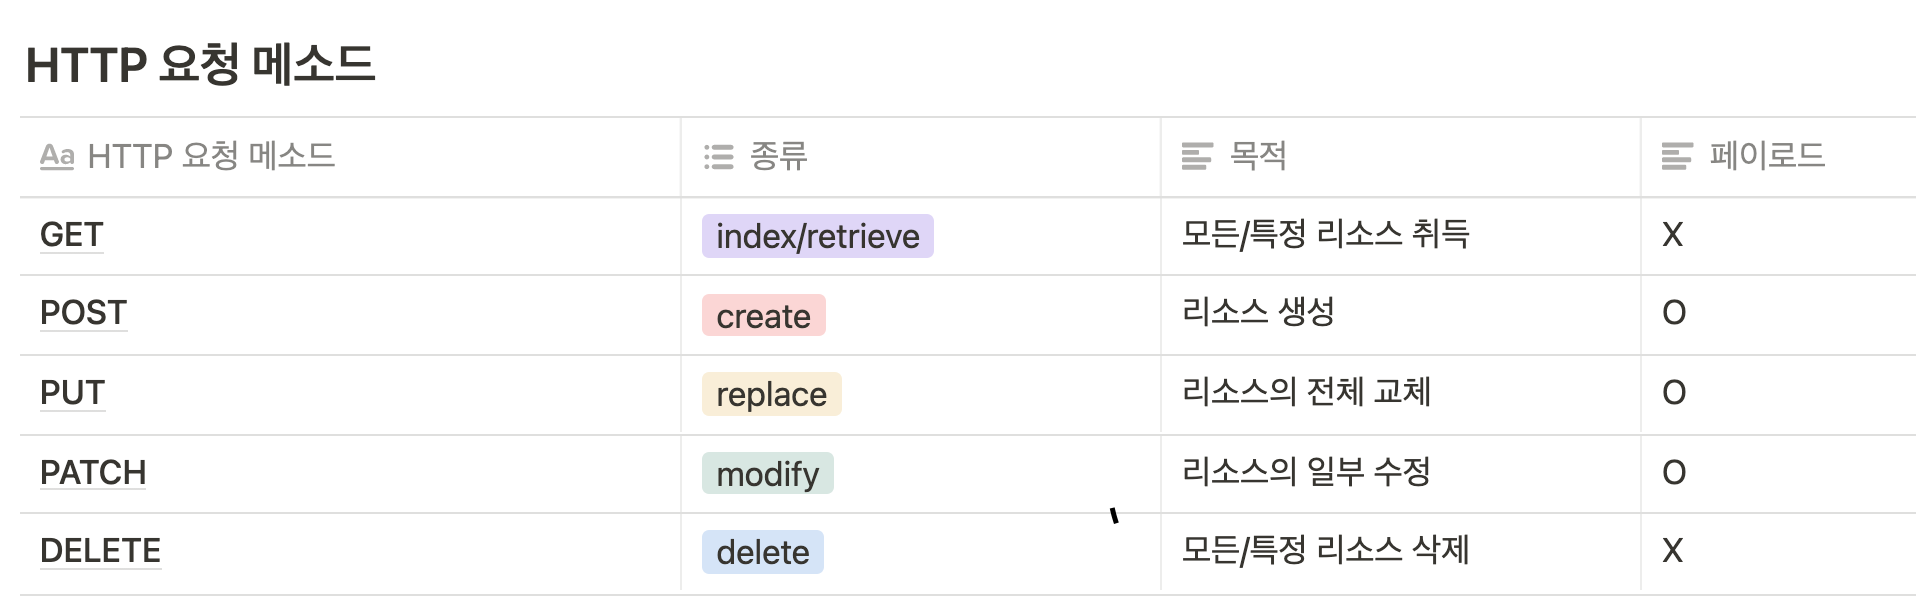 HTTP 요청 메소드
Aa HTTP 요청 메소드 종류 목적 페이로드
GET index/retrieve 모든/특정 리소스 취득 X
POST create 리소스 생성 O
PUT replace 리소스의 전체 교체 O
PATCH modify 리소스의 일부 수정 O
DELETE delete 모든/특정 리소스 삭제 X